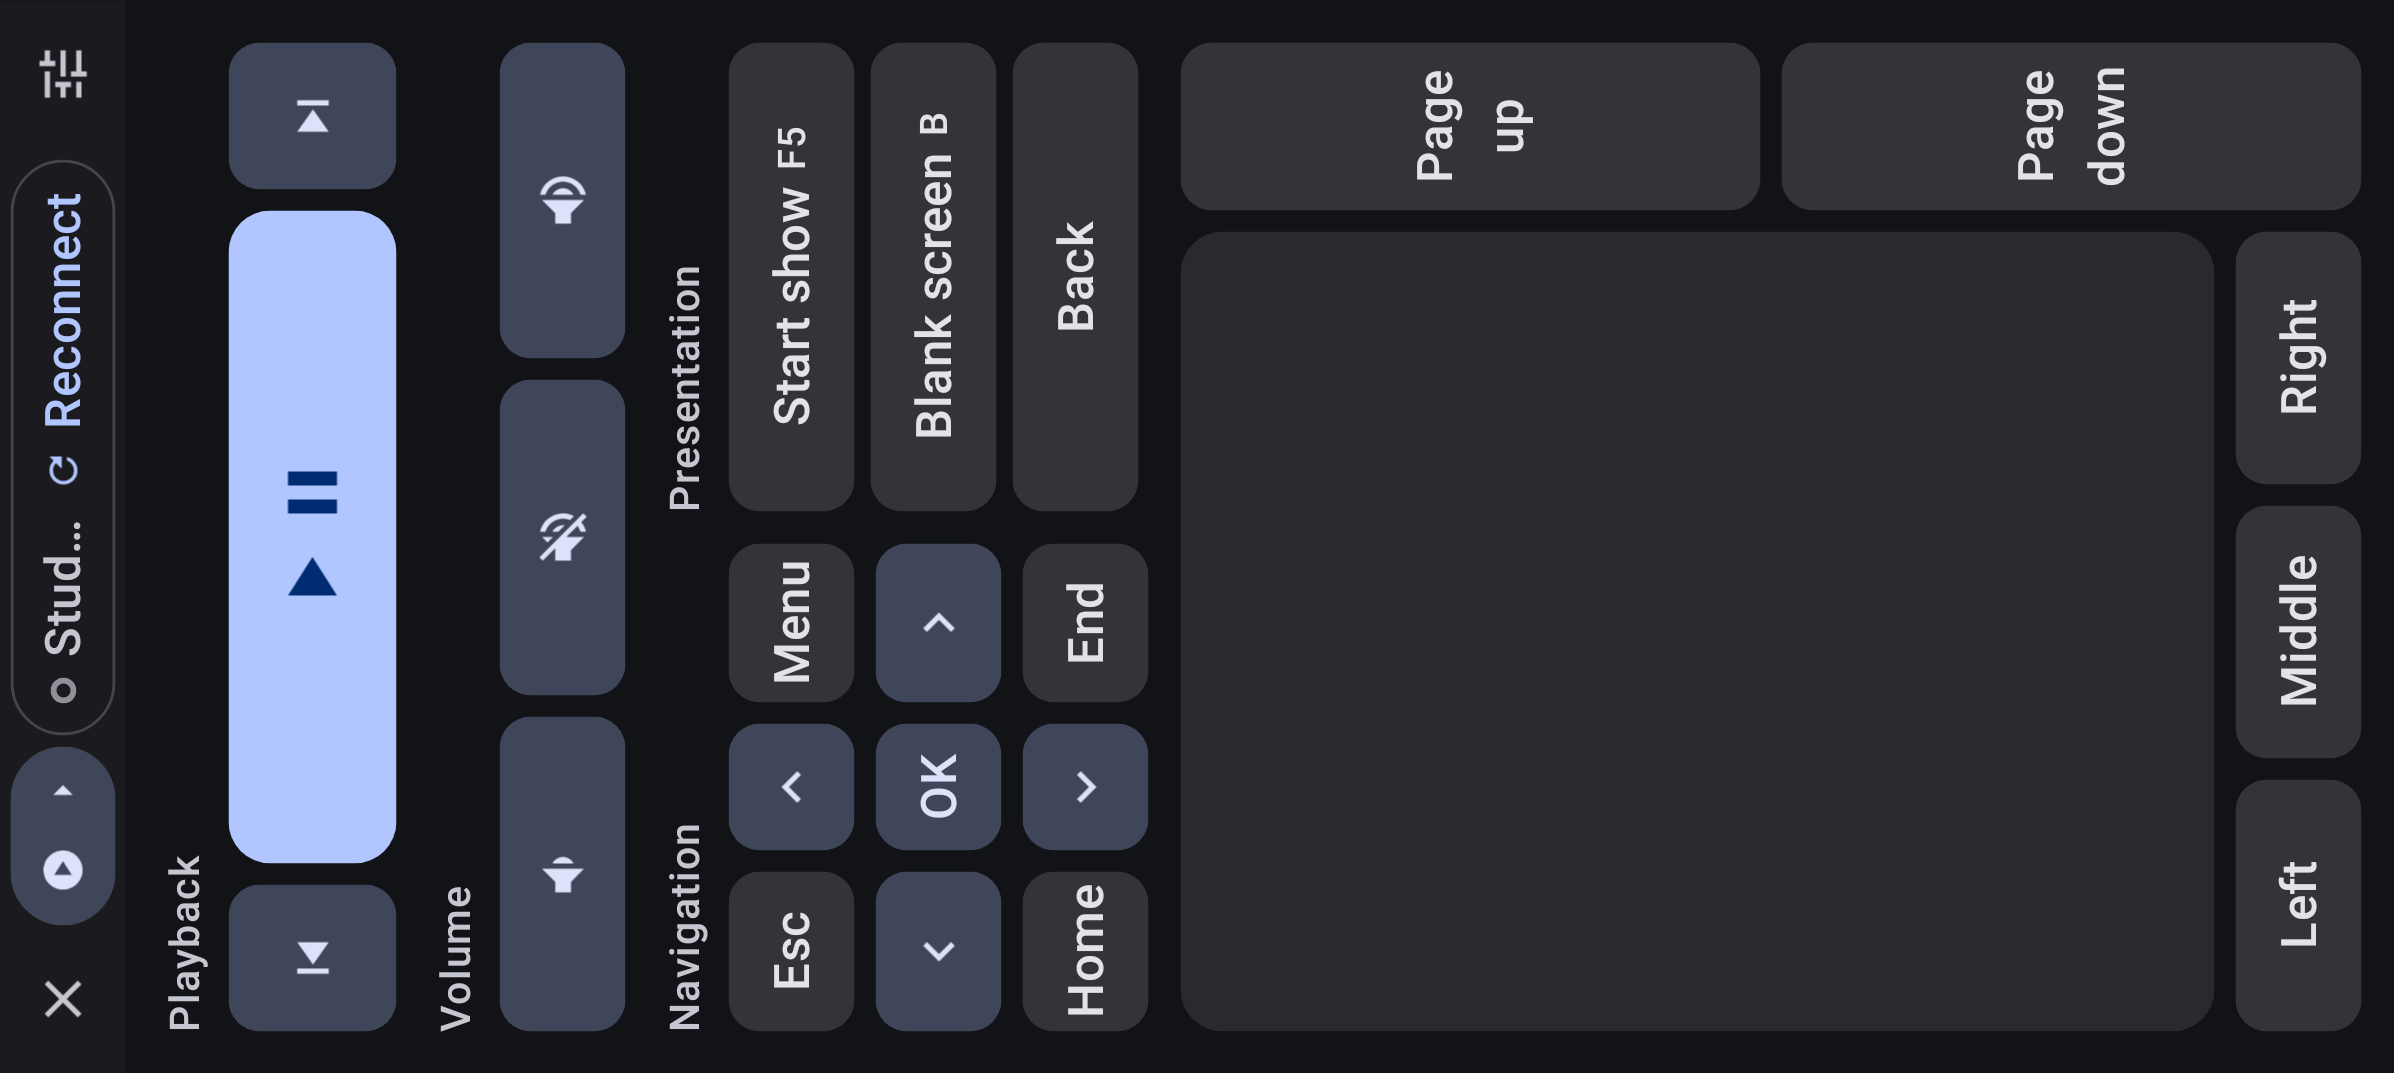 Stud... Reconnect
Playback
Volume
Navigation
Presentation
Esc
Menu
Start show F5
OK
Blank screen B
Home
End
Back
Page
up
Page
down
Left
Middle
Right